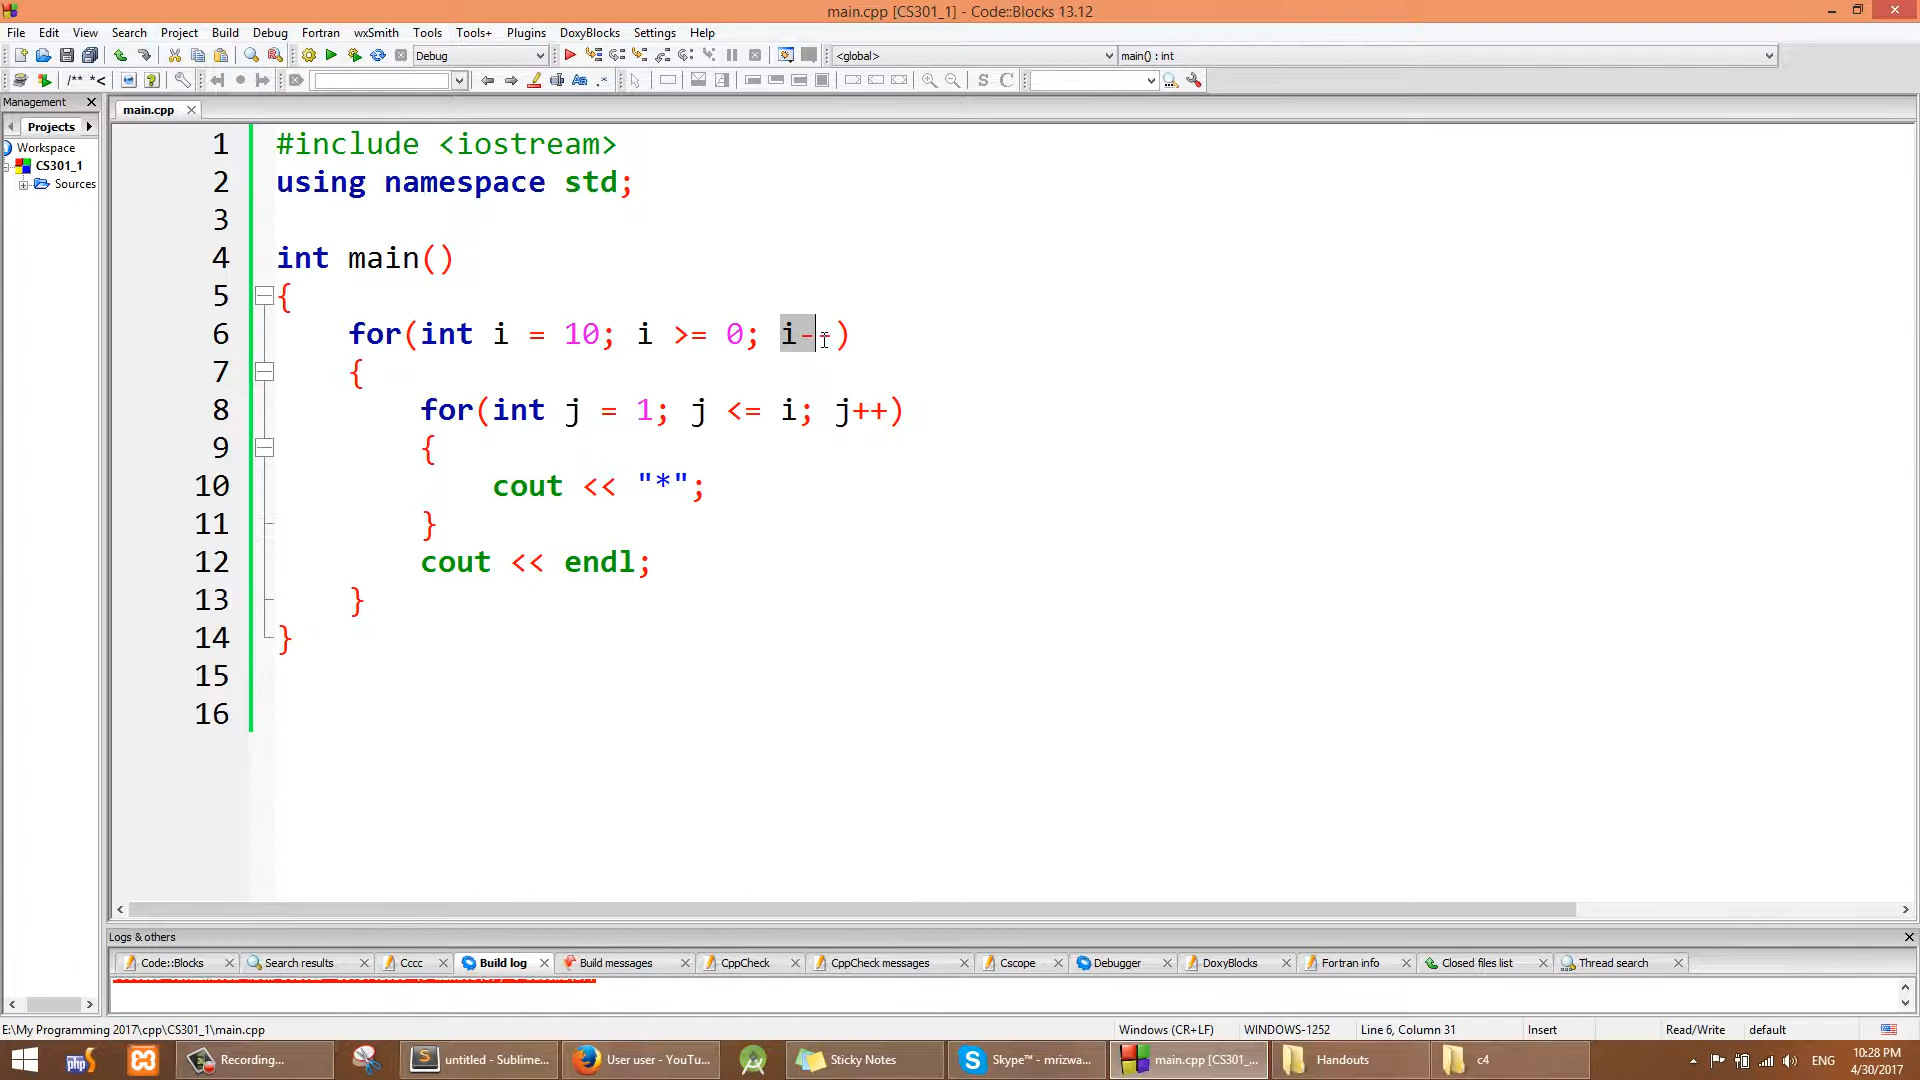 main.cpp [CS301_1] - Code::Blocks 13.12
File Edit View Search Project Build Debug Fortran wxSmith Tools Tools+ Plugins DoxyBlocks Settings Help
Debug <global> main() : int
/** *<
S C
Management main.cpp
Projects
Workspace
CS301_1
Sources
1 #include <iostream>
2 using namespace std;
3
4 int main()
5 {
6 for(int i = 10; i >= 0; i--)
7 {
8 for(int j = 1; j <= i; j++)
9 {
10 cout << "*";
11 }
12 cout << endl;
13 }
14 }
15
16
Logs & others
Code::Blocks Search results Cccc Build log Build messages CppCheck CppCheck messages Cscope Debugger DoxyBlocks Fortran info Closed files list Thread search
E:\My Programming 2017\cpp\CS301_1\main.cpp Windows (CR+LF) WINDOWS-1252 Line 6, Column 31 Insert Read/Write default
php Recording... untitled - Sublime... User user - YouTu... Sticky Notes Skype™ - mrizwa... main.cpp [CS301_... Handouts c4 ENG 10:28 PM
4/30/2017